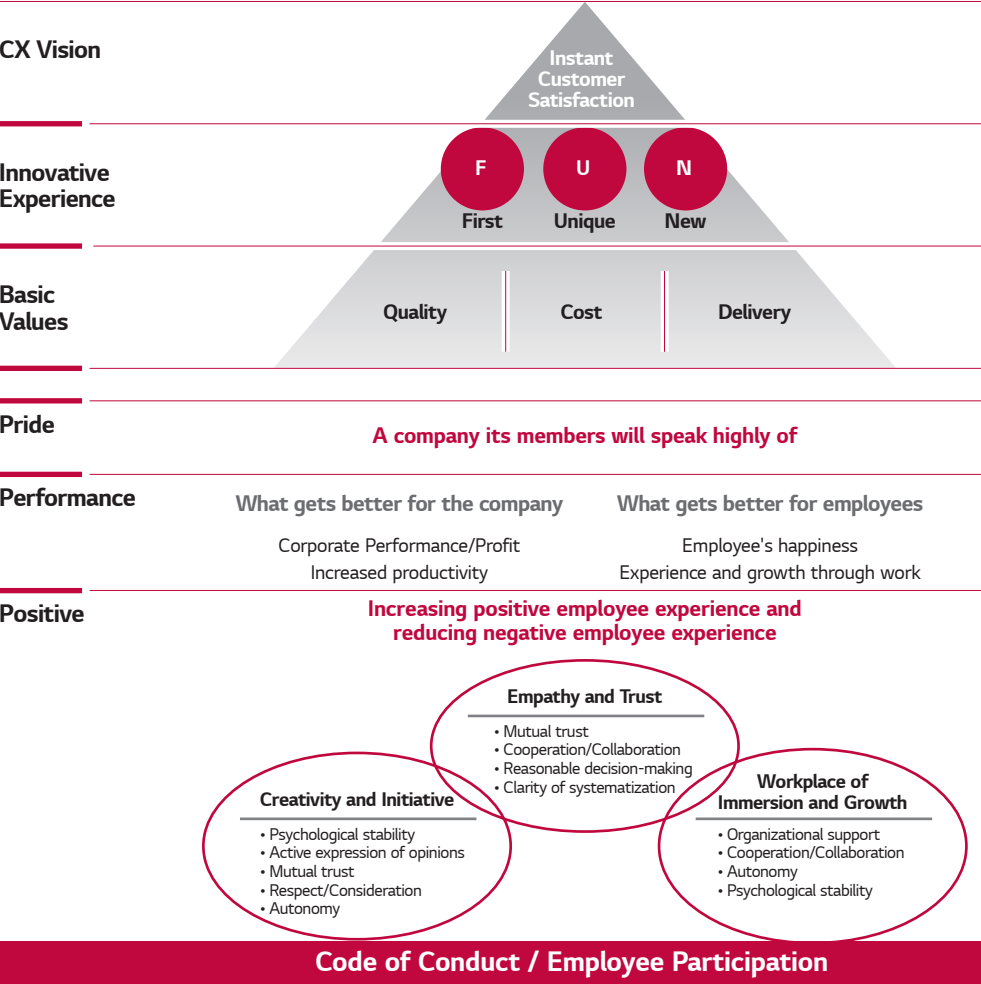 CX Vision
Instant
Customer
Satisfaction
Innovative
Experience
F U N
First Unique New
Basic
Values
Quality Cost Delivery
Pride
A company its members will speak highly of
Performance
What gets better for the company
Corporate Performance/Profit
Increased productivity
What gets better for employees
Employee's happiness
Experience and growth through work
Positive
Increasing positive employee experience and
reducing negative employee experience
Empathy and Trust
• Mutual trust
• Cooperation/Collaboration
• Reasonable decision-making
• Clarity of systematization
Creativity and Initiative
• Psychological stability
• Active expression of opinions
• Mutual trust
• Respect/Consideration
• Autonomy
Workplace of
Immersion and Growth
• Organizational support
• Cooperation/Collaboration
• Autonomy
• Psychological stability
Code of Conduct / Employee Participation